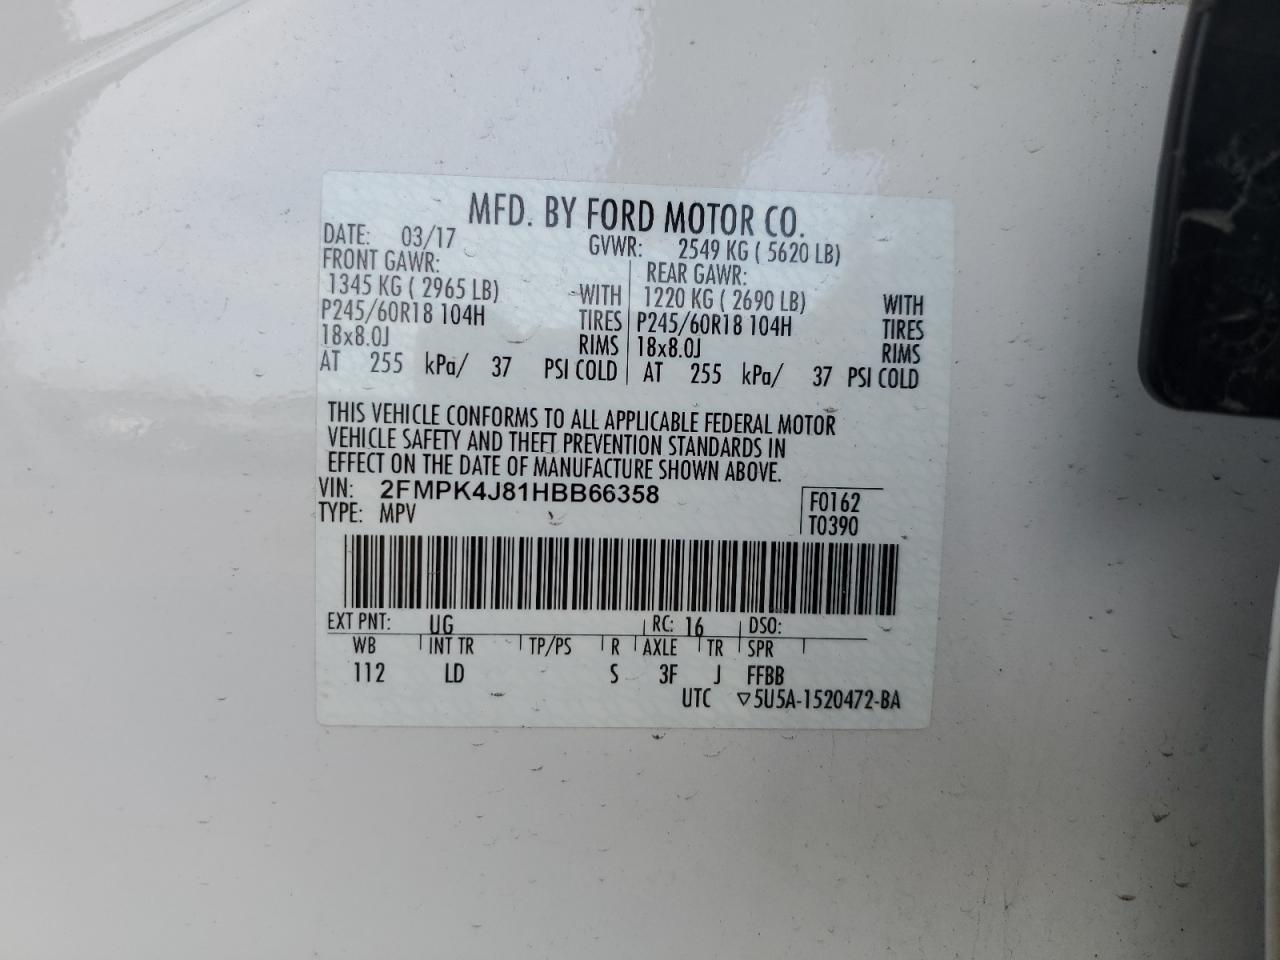 MFD. BY FORD MOTOR CO.
DATE: 03/17 GVWR: 2549 KG ( 5620 LB)
FRONT GAWR: REAR GAWR:
1345 KG ( 2965 LB) WITH 1220 KG ( 2690 LB) WITH
P245/60R18 104H TIRES P245/60R18 104H TIRES
18x8.0J RIMS 18x8.0J RIMS
AT 255 kPa/ 37 PSI COLD AT 255 kPa/ 37 PSI COLD
THIS VEHICLE CONFORMS TO ALL APPLICABLE FEDERAL MOTOR
VEHICLE SAFETY AND THEFT PREVENTION STANDARDS IN
EFFECT ON THE DATE OF MANUFACTURE SHOWN ABOVE.
VIN: 2FMPK4J81HBB66358 F0162
TYPE: MPV T0390
EXT PNT: UG RC: 16 DSO:
WB INT TR TP/PS R AXLE TR SPR
112 LD S 3F J FFBB
UTC ▽5U5A-1520472-BA